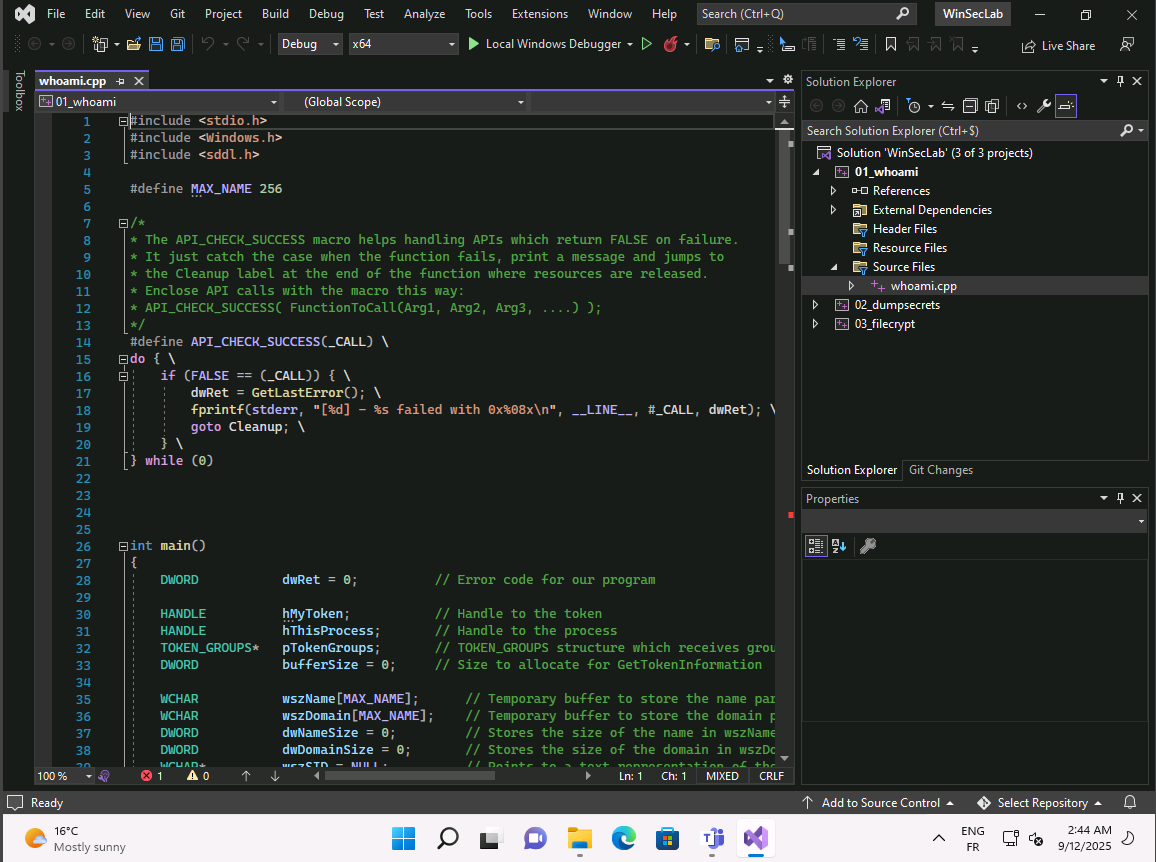 File Edit View Git Project Build Debug Test Analyze Tools Extensions Window Help Search (Ctrl+Q) WinSecLab
Debug x64 Local Windows Debugger Live Share
Toolbox
whoami.cpp
01_whoami (Global Scope)
1 #include <stdio.h>
2 #include <Windows.h>
3 #include <sddl.h>
4
5 #define MAX_NAME 256
6
7 /*
8 * The API_CHECK_SUCCESS macro helps handling APIs which return FALSE on failure.
9 * It just catch the case when the function fails, print a message and jumps to
10 * the Cleanup label at the end of the function where resources are released.
11 * Enclose API calls with the macro this way:
12 * API_CHECK_SUCCESS( FunctionToCall(Arg1, Arg2, Arg3, ....) );
13 */
14 #define API_CHECK_SUCCESS(_CALL) \
15 do { \
16 if (FALSE == (_CALL)) { \
17 dwRet = GetLastError(); \
18 fprintf(stderr, "[%d] - %s failed with 0x%08x\n", __LINE__, #_CALL, dwRet); \
19 goto Cleanup; \
20 } \
21 } while (0)
22
23
24
25
26 int main()
27 {
28 DWORD dwRet = 0; // Error code for our program
29
30 HANDLE hMyToken; // Handle to the token
31 HANDLE hThisProcess; // Handle to the process
32 TOKEN_GROUPS* pTokenGroups; // TOKEN_GROUPS structure which receives grou
33 DWORD bufferSize = 0; // Size to allocate for GetTokenInformation
34
35 WCHAR wszName[MAX_NAME]; // Temporary buffer to store the name par
36 WCHAR wszDomain[MAX_NAME]; // Temporary buffer to store the domain p
37 DWORD dwNameSize = 0; // Stores the size of the name in wszName
38 DWORD dwDomainSize = 0; // Stores the size of the domain in wszDo
39 WCHAR* wszSID = NULL; // Points to a text representation of the
100 % 1 0 Ln: 1 Ch: 1 MIXED CRLF
Solution Explorer
Search Solution Explorer (Ctrl+$)
Solution 'WinSecLab' (3 of 3 projects)
01_whoami
References
External Dependencies
Header Files
Resource Files
Source Files
whoami.cpp
02_dumpsecrets
03_filecrypt
Solution Explorer Git Changes
Properties
Ready Add to Source Control Select Repository
16°C
Mostly sunny
ENG
FR
2:44 AM
9/12/2025